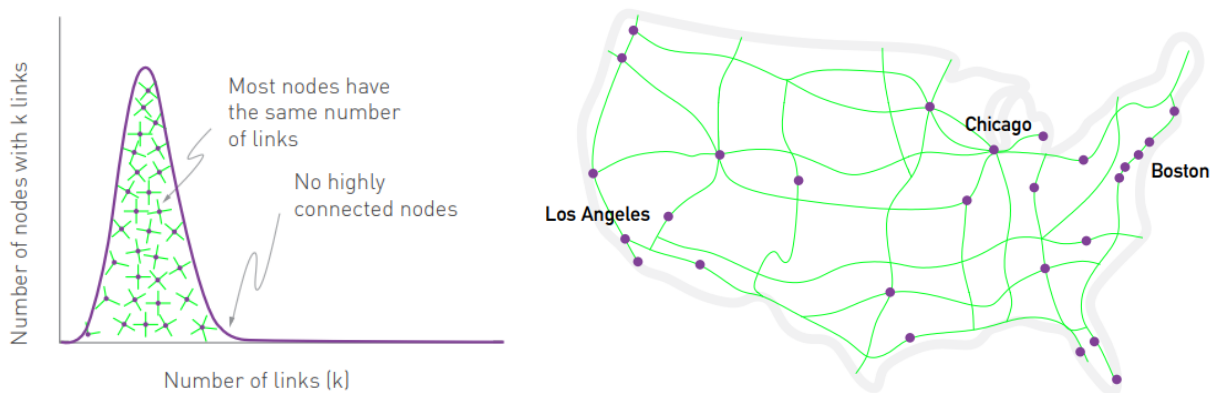 Number of nodes with k links
Most nodes have
the same number
of links
No highly
connected nodes
Number of links (k)
Chicago
Boston
Los Angeles